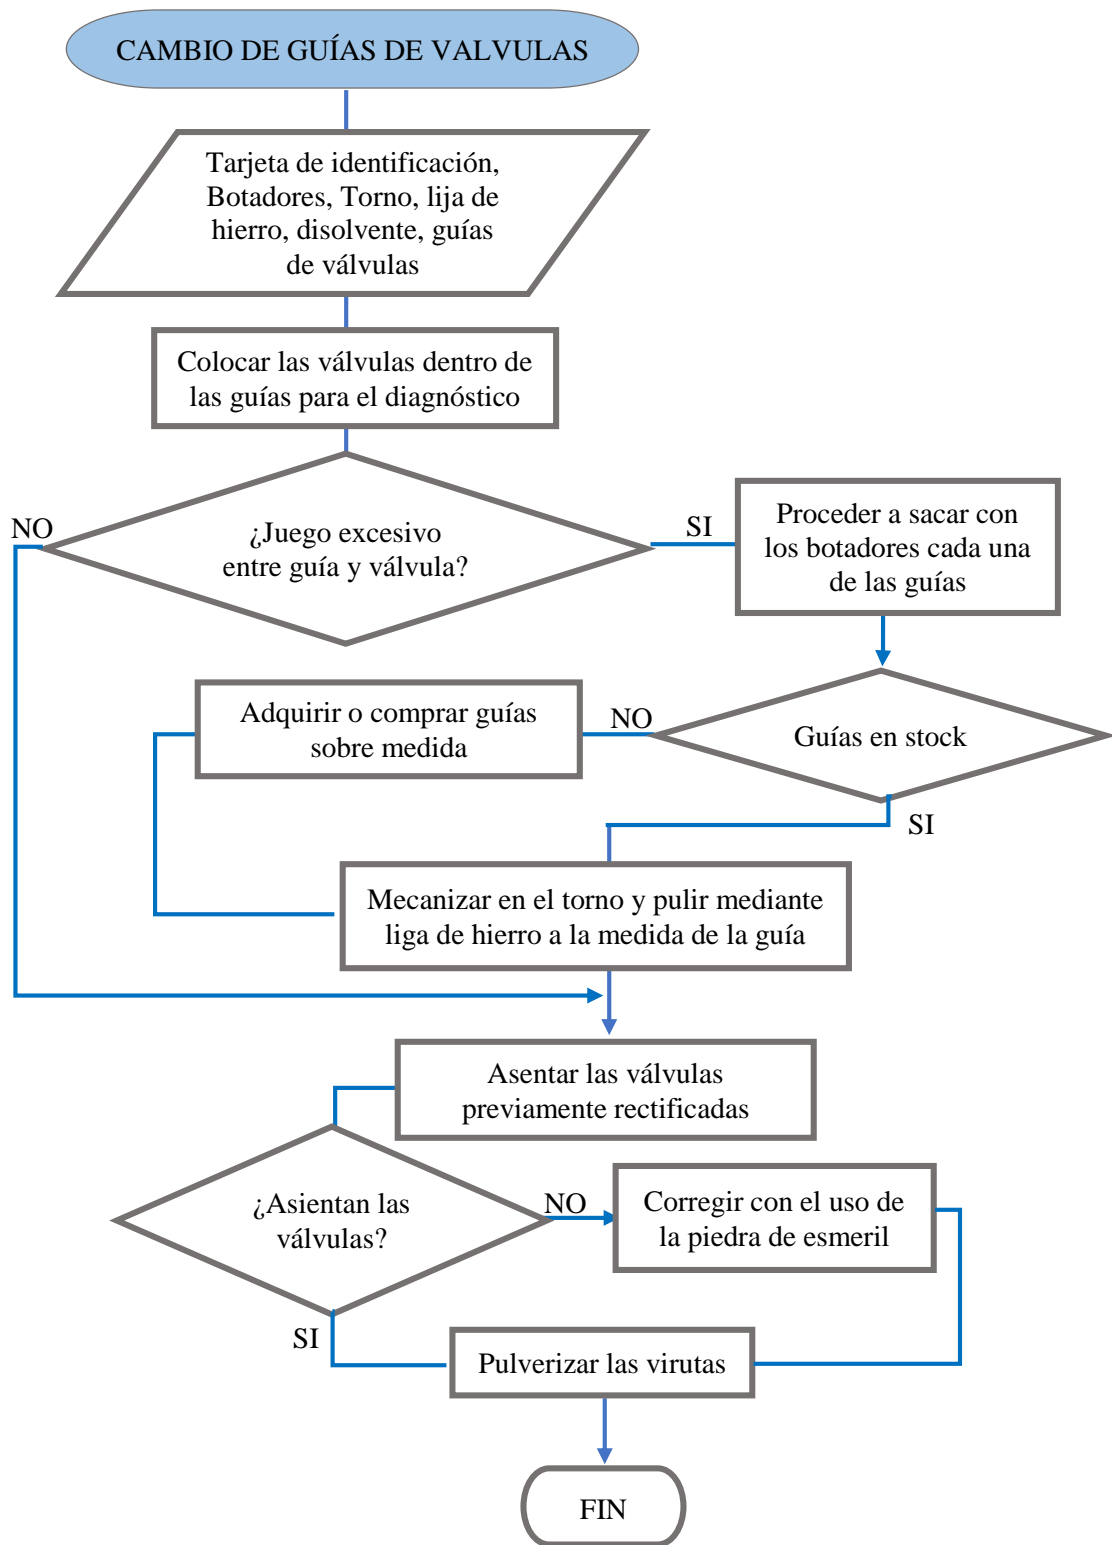 CAMBIO DE GUÍAS DE VALVULAS
Tarjeta de identificación,
Botadores, Torno, lija de
hierro, disolvente, guías
de válvulas
Colocar las válvulas dentro de
las guías para el diagnóstico
NO
¿Juego excesivo
entre guía y válvula?
SI
Proceder a sacar con
los botadores cada una
de las guías
Adquirir o comprar guías
sobre medida
NO
Guías en stock
SI
Mecanizar en el torno y pulir mediante
liga de hierro a la medida de la guía
Asentar las válvulas
previamente rectificadas
¿Asientan las
válvulas?
NO
Corregir con el uso de
la piedra de esmeril
SI
Pulverizar las virutas
FIN